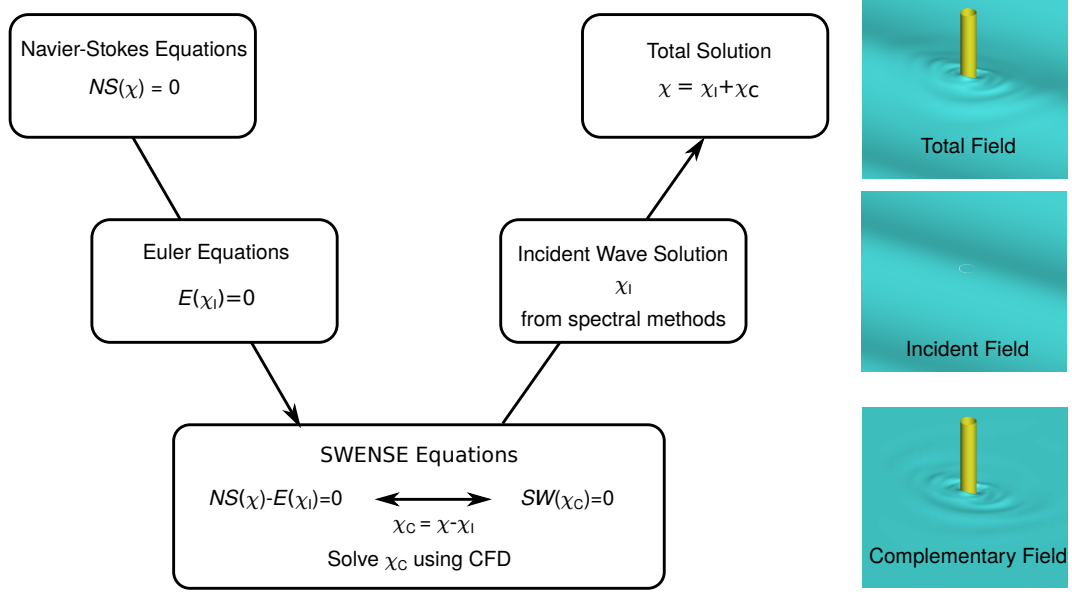 Navier-Stokes Equations
NS(χ) = 0
Total Solution
χ = χI+χC
Euler Equations
E(χI)=0
Incident Wave Solution
χI
from spectral methods
SWENSE Equations
NS(χ)-E(χI)=0
SW(χC)=0
χC = χ-χI
Solve χC using CFD
Total Field
Incident Field
Complementary Field